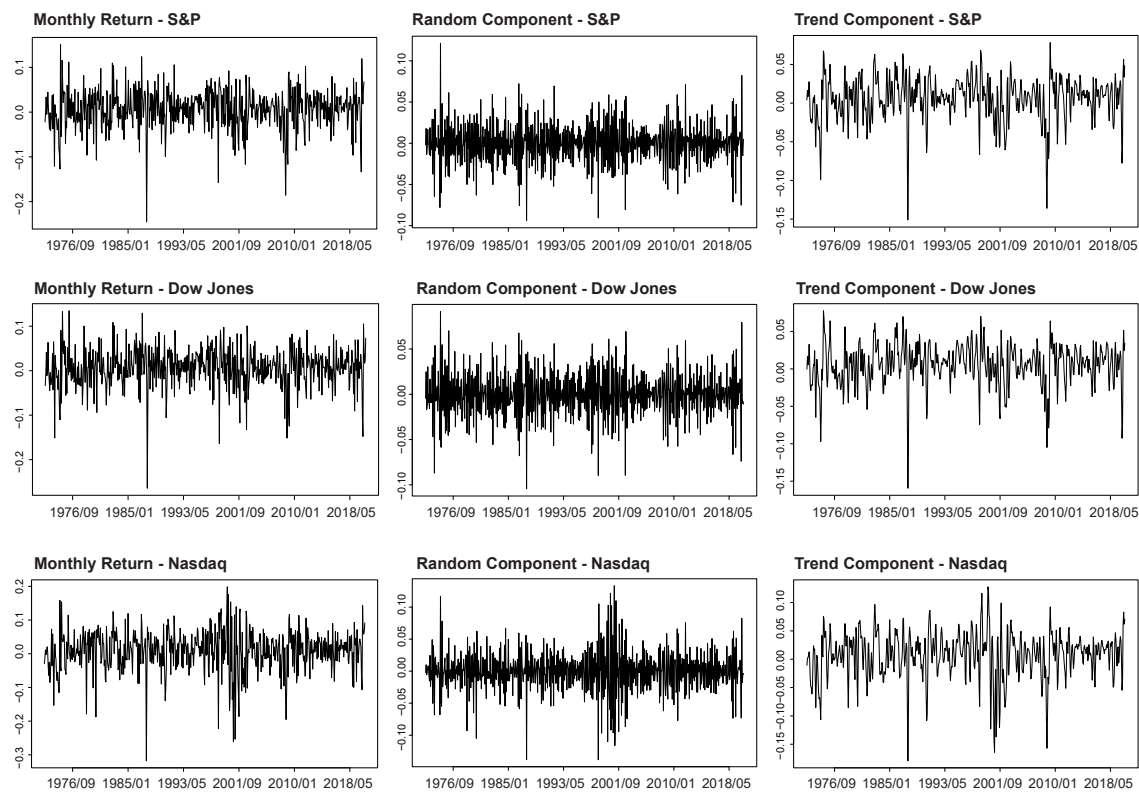 Monthly Return - S&P
0.1
0.0
−0.1
−0.2
1976/09 1985/01 1993/05 2001/09 2010/01 2018/05
Random Component - S&P
0.10
0.05
0.00
−0.05
−0.10
1976/09 1985/01 1993/05 2001/09 2010/01 2018/05
Trend Component - S&P
0.05
0.00
−0.05
−0.10
−0.15
1976/09 1985/01 1993/05 2001/09 2010/01 2018/05
Monthly Return - Dow Jones
0.1
0.0
−0.1
−0.2
1976/09 1985/01 1993/05 2001/09 2010/01 2018/05
Random Component - Dow Jones
0.05
0.00
−0.05
−0.10
1976/09 1985/01 1993/05 2001/09 2010/01 2018/05
Trend Component - Dow Jones
0.05
0.00
−0.05
−0.10
−0.15
1976/09 1985/01 1993/05 2001/09 2010/01 2018/05
Monthly Return - Nasdaq
0.2
0.1
0.0
−0.1
−0.2
−0.3
1976/09 1985/01 1993/05 2001/09 2010/01 2018/05
Random Component - Nasdaq
0.10
0.05
0.00
−0.05
−0.10
1976/09 1985/01 1993/05 2001/09 2010/01 2018/05
Trend Component - Nasdaq
0.10
0.05
−0.01
−0.05
−0.10
−0.15
1976/09 1985/01 1993/05 2001/09 2010/01 2018/05